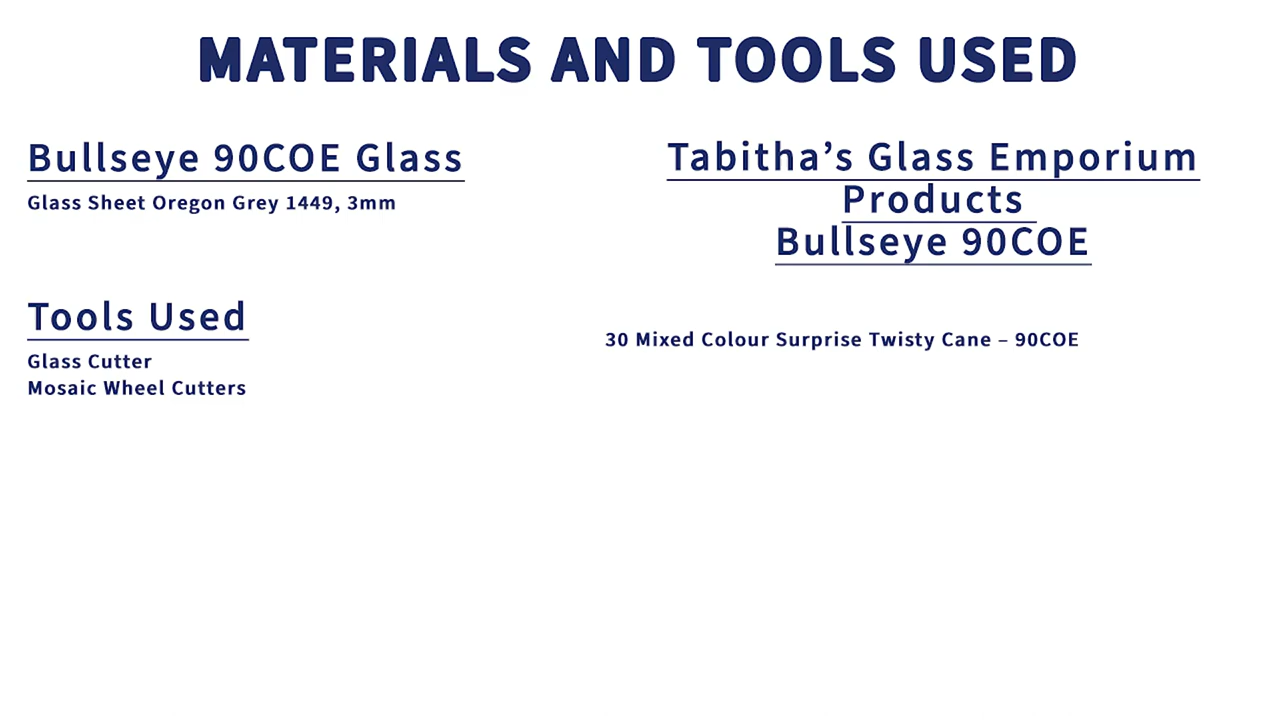 MATERIALS AND TOOLS USED
Bullseye 90COE Glass
Glass Sheet Oregon Grey 1449, 3mm
Tools Used
Glass Cutter
Mosaic Wheel Cutters
Tabitha’s Glass Emporium
Products
Bullseye 90COE
30 Mixed Colour Surprise Twisty Cane – 90COE